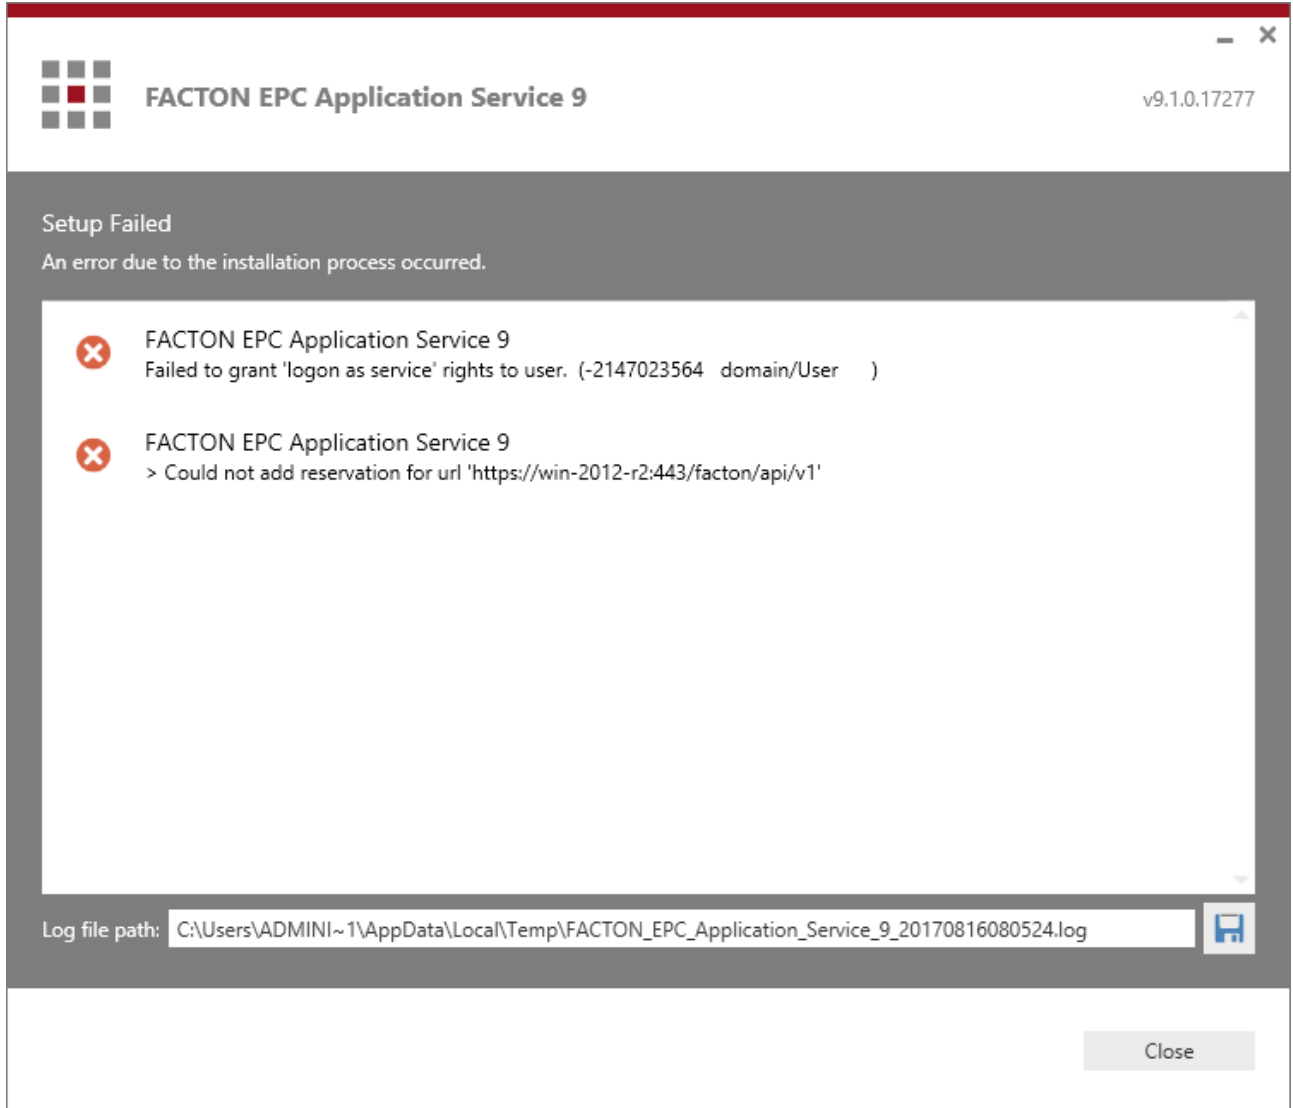 FACTON EPC Application Service 9
v9.1.0.17277
Setup Failed
An error due to the installation process occurred.
FACTON EPC Application Service 9
Failed to grant 'logon as service' rights to user.  (-2147023564   domain/User      )
FACTON EPC Application Service 9
> Could not add reservation for url 'https://win-2012-r2:443/facton/api/v1'
Log file path: C:\Users\ADMINI~1\AppData\Local\Temp\FACTON_EPC_Application_Service_9_20170816080524.log
Close